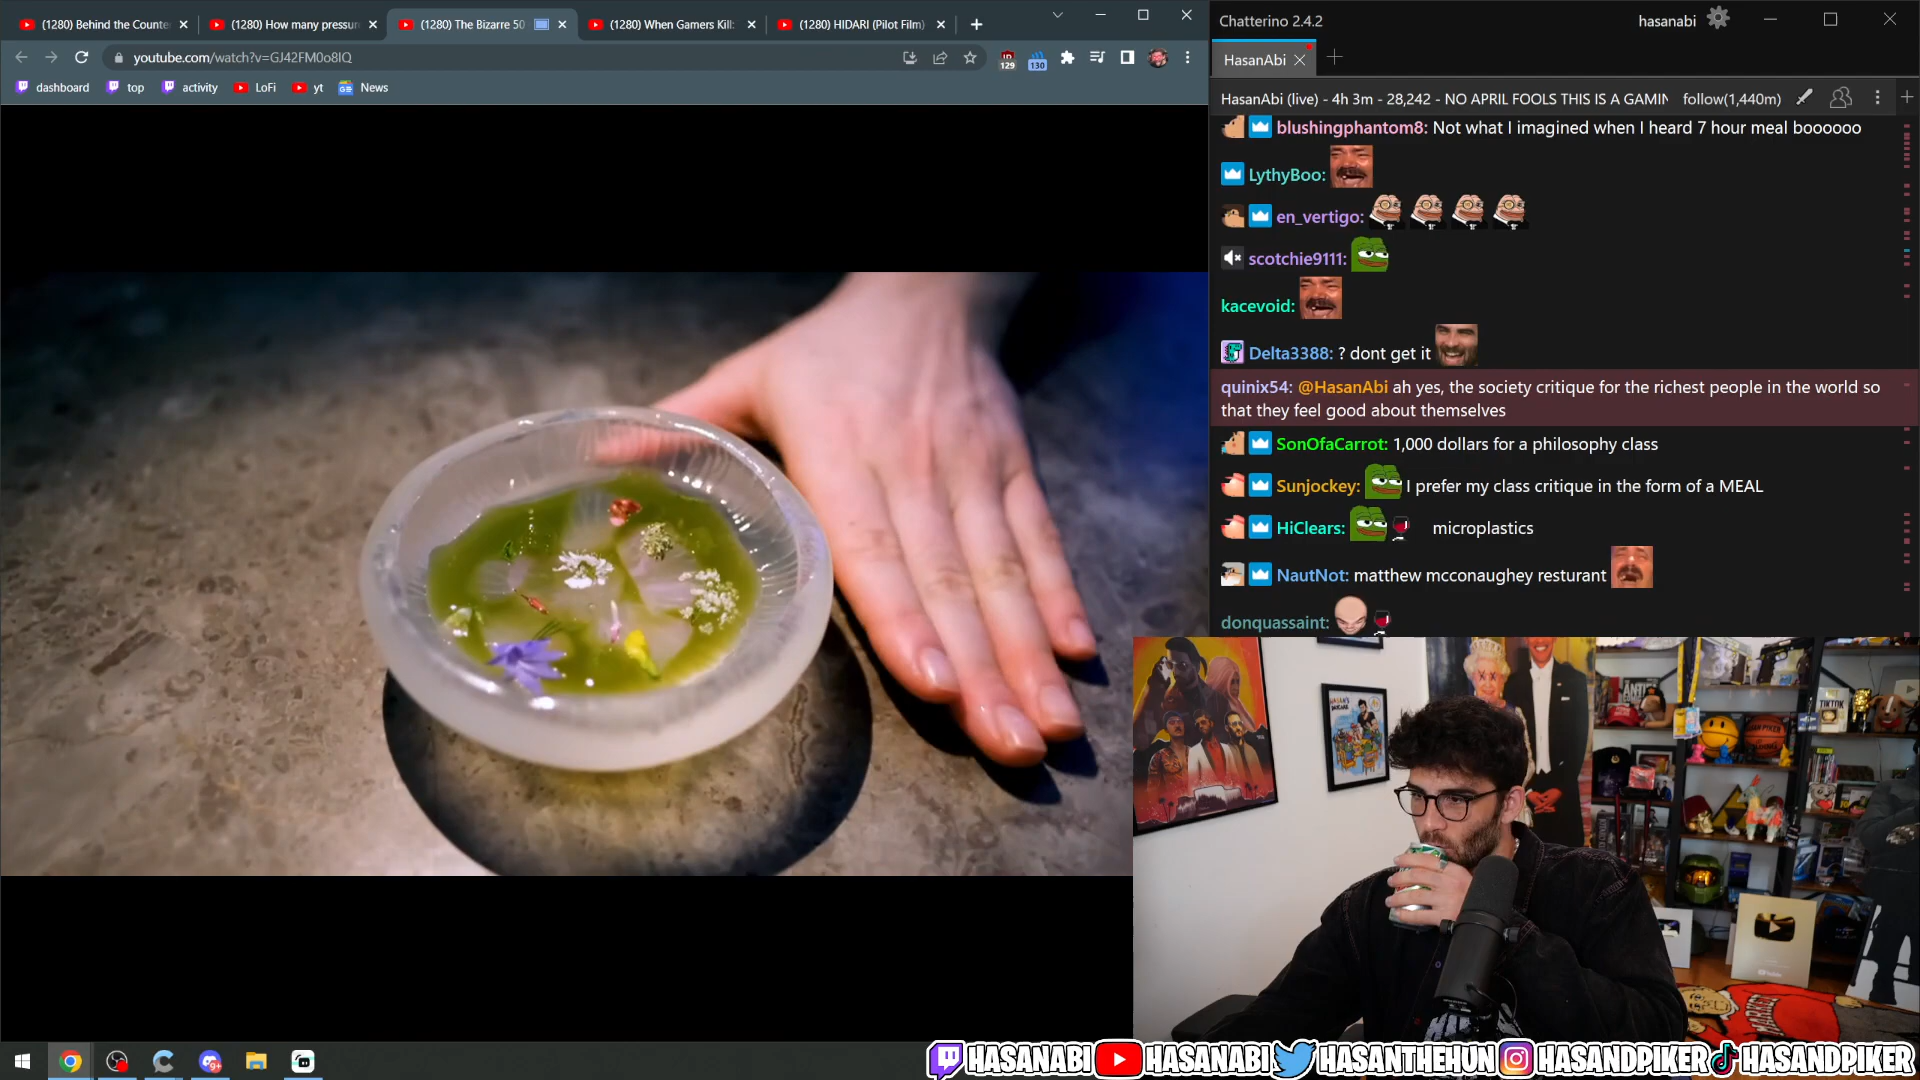 (1280) Behind the Counte
(1280) How many pressur
(1280) The Bizarre 50
(1280) When Gamers Kill:
(1280) HIDARI (Pilot Film)
youtube.com/watch?v=GJ42FM0o8IQ
129
130
dashboard
top
activity
LoFi
yt
News
Chatterino 2.4.2
hasanabi
HasanAbi
HasanAbi (live) - 4h 3m - 28,242 - NO APRIL FOOLS THIS IS A GAMIN
follow(1,440m)
blushingphantom8: Not what I imagined when I heard 7 hour meal boooooo
LythyBoo:
en_vertigo:
scotchie9111:
kacevoid:
Delta3388: ? dont get it
quinix54: @HasanAbi ah yes, the society critique for the richest people in the world so
that they feel good about themselves
SonOfaCarrot: 1,000 dollars for a philosophy class
Sunjockey: I prefer my class critique in the form of a MEAL
HiClears: microplastics
NautNot: matthew mcconaughey resturant
donquassaint:
TIKTOK
HASANABI
HASANABI
HASANTHEHUN
HASANDPIKER
HASANDPIKER